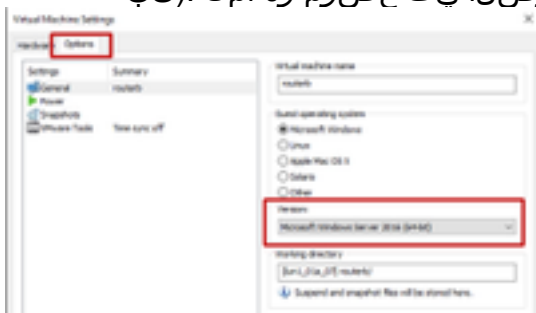 Virtual Machine Settings
Hardware Options
Settings Summary
General routerb
Power
Snapshots
VMware Tools Time sync off
Virtual machine name
routerb
Guest operating system
Microsoft Windows
Linux
Apple Mac OS X
Solaris
Other
Version
Microsoft Windows Server 2016 (64-bit)
Working directory
routerb/
Suspend and snapshot files will be stored here.